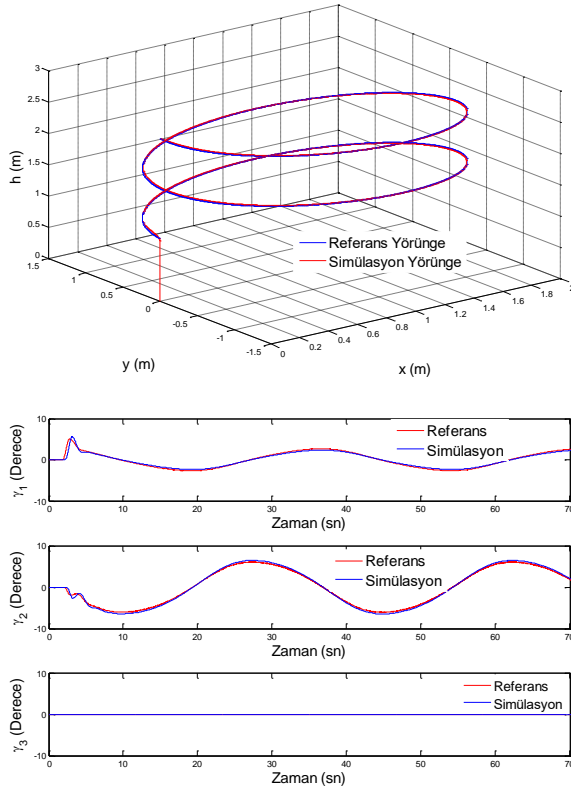 3
2.5
2
1.5
1
0.5
0
h (m)
1.5
1
0.5
0
-0.5
-1
-1.5
y (m)
0
0.2
0.4
0.6
0.8
1
1.2
1.4
1.6
1.8
x (m)
Referans Yörünge
Simülasyon Yörünge
10
0
-10
γ1 (Derece)
0 10 20 30 40 50 60 70
Zaman (sn)
Referans
Simülasyon
10
0
-10
γ2 (Derece)
0 10 20 30 40 50 60 70
Zaman (sn)
Referans
Simülasyon
10
0
-10
γ3 (Derece)
0 10 20 30 40 50 60 70
Zaman (sn)
Referans
Simülasyon